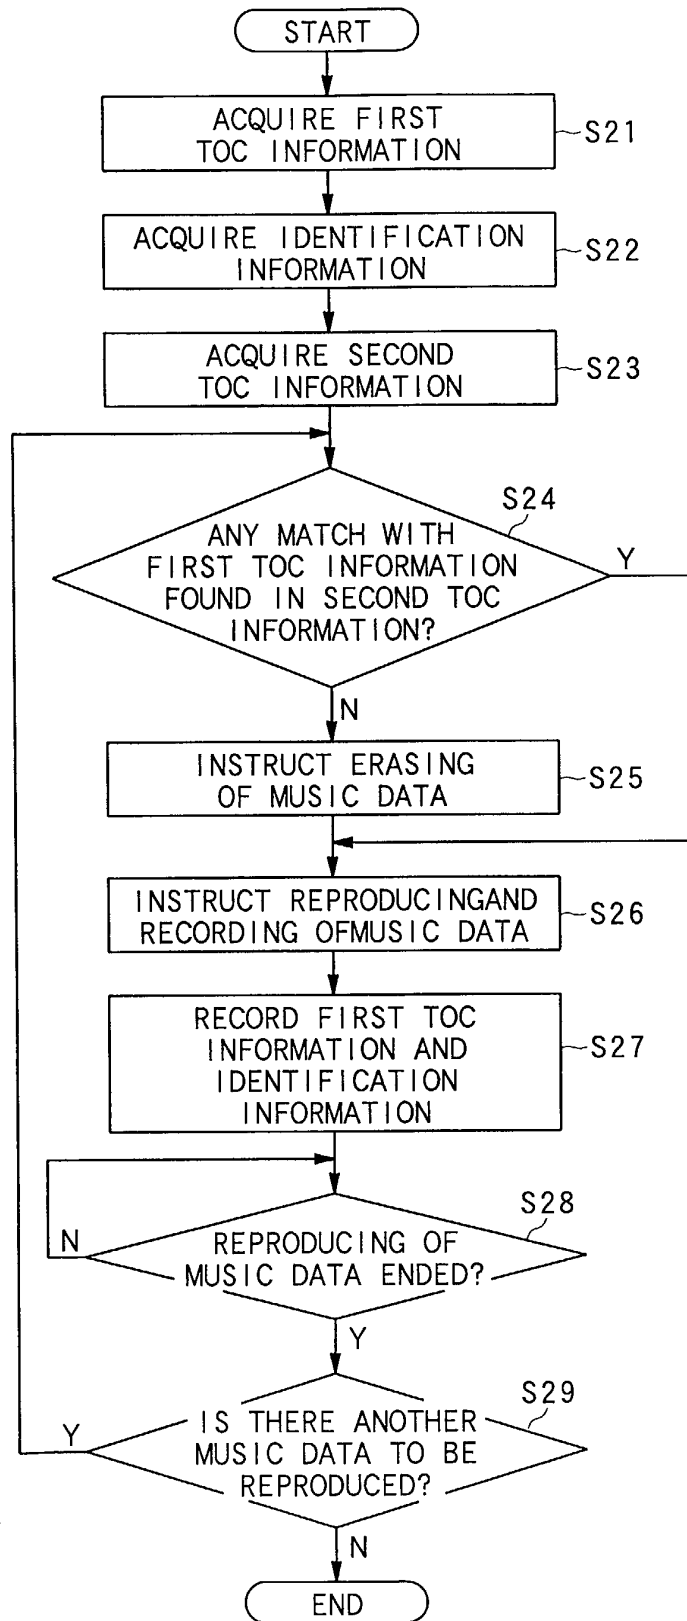 START
ACQUIRE FIRST
TOC INFORMATION
S21
ACQUIRE IDENTIFICATION
INFORMATION
S22
ACQUIRE SECOND
TOC INFORMATION
S23
S24
ANY MATCH WITH
FIRST TOC INFORMATION
FOUND IN SECOND TOC
INFORMATION?
Y
N
INSTRUCT ERASING
OF MUSIC DATA
S25
INSTRUCT REPRODUCINGAND
RECORDING OFMUSIC DATA
S26
RECORD FIRST TOC
INFORMATION AND
IDENTIFICATION
INFORMATION
S27
S28
N
REPRODUCING OF
MUSIC DATA ENDED?
Y
S29
Y
IS THERE ANOTHER
MUSIC DATA TO BE
REPRODUCED?
N
END